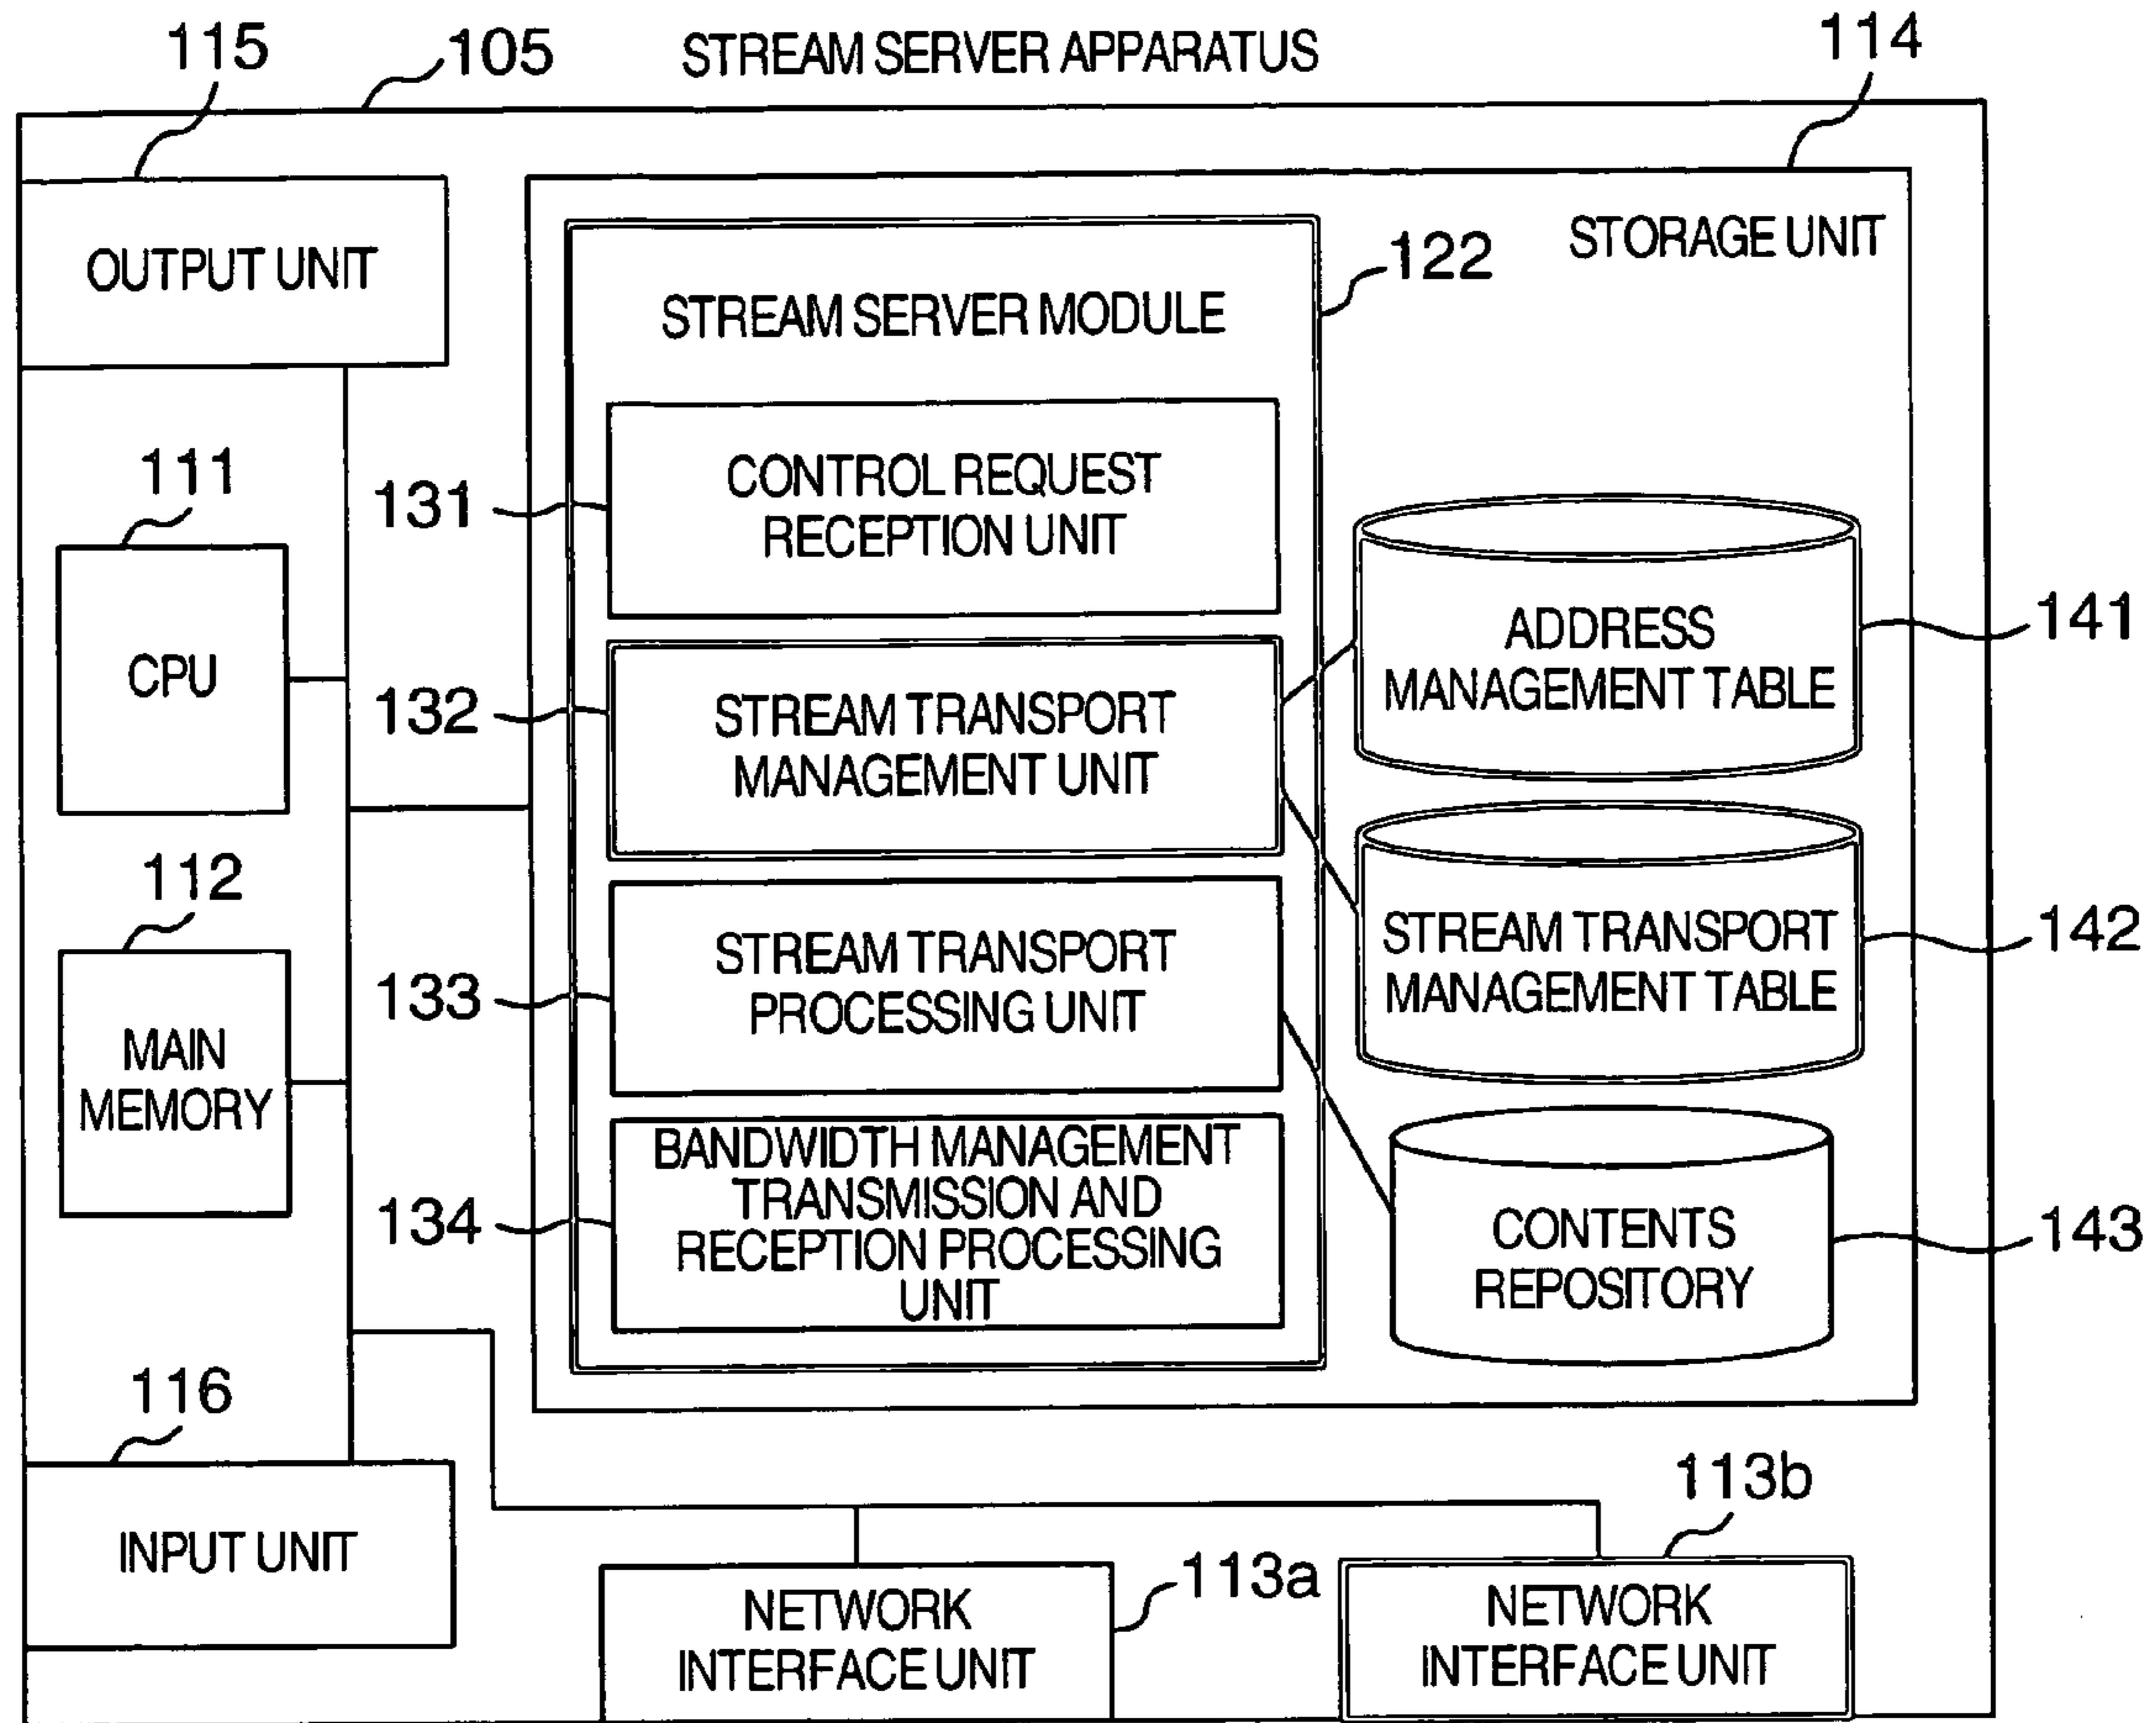 115
105
STREAM SERVER APPARATUS
114
OUTPUT UNIT
STORAGE UNIT
122
STREAM SERVER MODULE
111
CPU
131
CONTROL REQUEST
RECEPTION UNIT
132
STREAM TRANSPORT
MANAGEMENT UNIT
ADDRESS
MANAGEMENT TABLE
141
112
MAIN
MEMORY
133
STREAM TRANSPORT
PROCESSING UNIT
STREAM TRANSPORT
MANAGEMENT TABLE
142
134
BANDWIDTH MANAGEMENT
TRANSMISSION AND
RECEPTION PROCESSING
UNIT
CONTENTS
REPOSITORY
143
116
INPUT UNIT
113a
NETWORK
INTERFACE UNIT
113b
NETWORK
INTERFACE UNIT